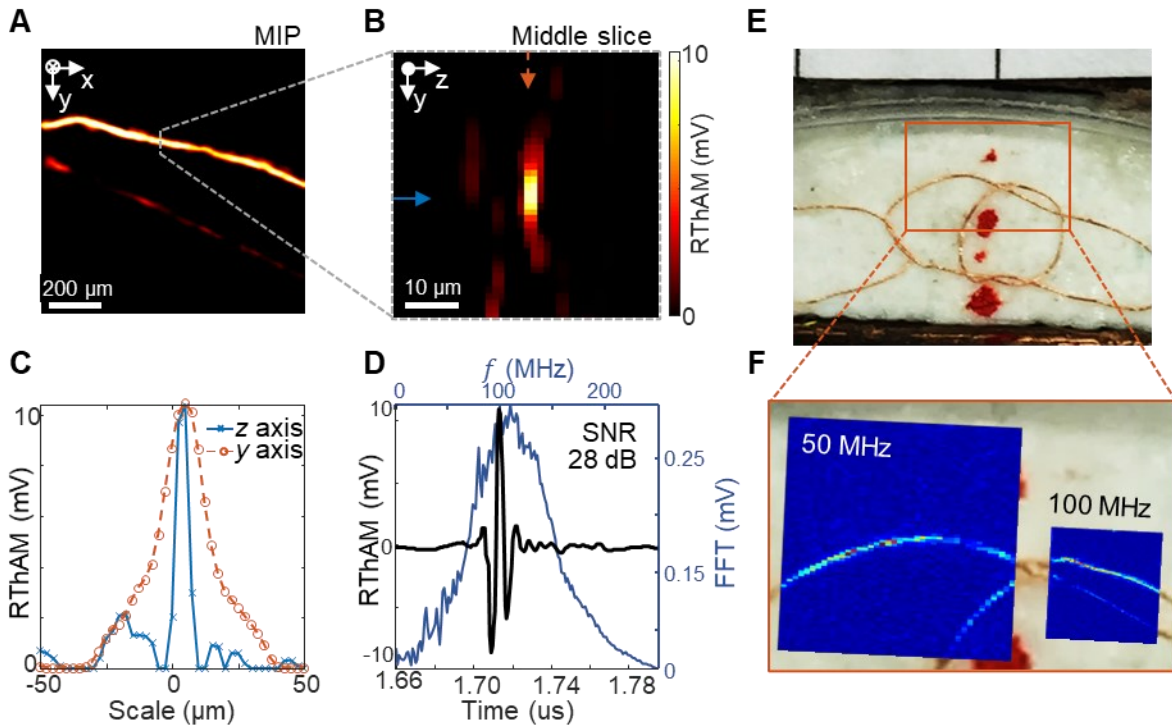 A
MIP
x
y
200 µm
B
Middle slice
z
y
10 µm
10
0
RThAM (mV)
C
10
0
RThAM (mV)
z axis
y axis
-50
0
50
Scale (µm)
D
f (MHz)
0
100
200
SNR
28 dB
10
0
-10
RThAM (mV)
0.25
0.15
0
FFT (mV)
1.66
1.70
1.74
1.78
Time (us)
E
F
50 MHz
100 MHz